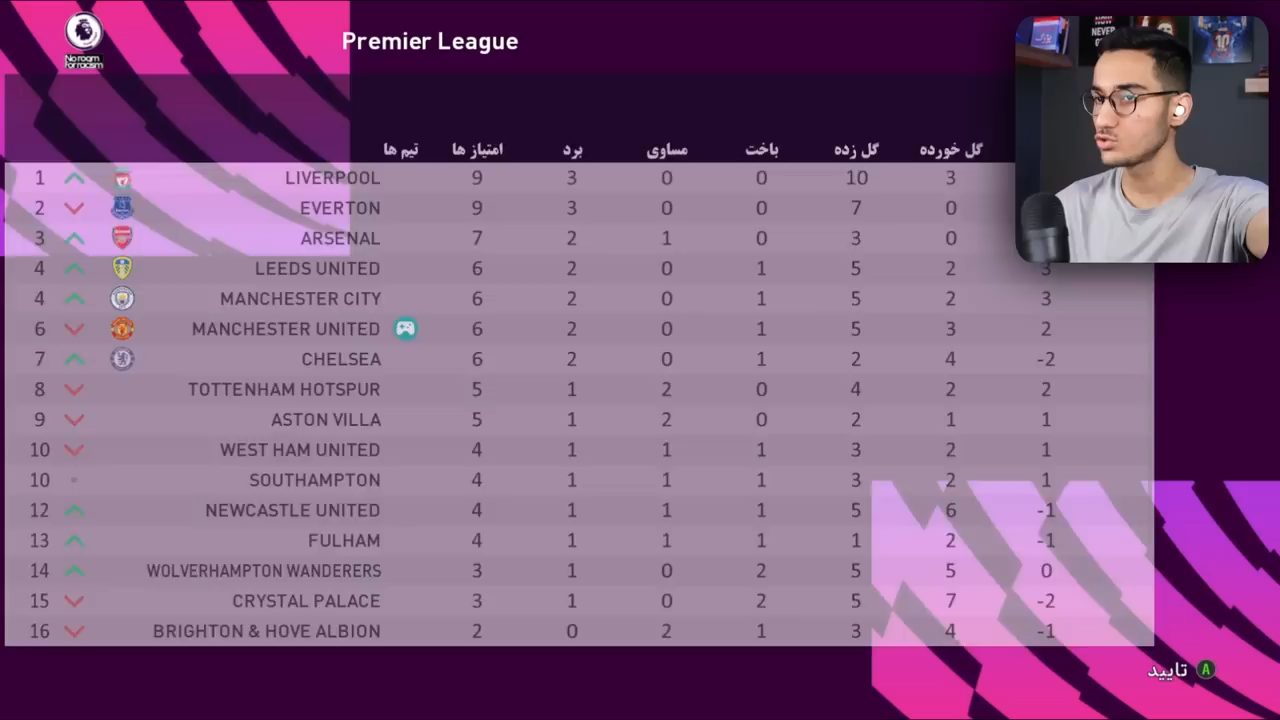 Premier League
No room for racism
NOW
NEVER
تیم ها امتیاز ها برد مساوی باخت گل زده گل خورده
1 LIVERPOOL 9 3 0 0 10 3
2 EVERTON 9 3 0 0 7 0
3 ARSENAL 7 2 1 0 3 0
4 LEEDS UNITED 6 2 0 1 5 2 3
4 MANCHESTER CITY 6 2 0 1 5 2 3
6 MANCHESTER UNITED 6 2 0 1 5 3 2
7 CHELSEA 6 2 0 1 2 4 -2
8 TOTTENHAM HOTSPUR 5 1 2 0 4 2 2
9 ASTON VILLA 5 1 2 0 2 1 1
10 WEST HAM UNITED 4 1 1 1 3 2 1
10 SOUTHAMPTON 4 1 1 1 3 2 1
12 NEWCASTLE UNITED 4 1 1 1 5 6 -1
13 FULHAM 4 1 1 1 1 2 -1
14 WOLVERHAMPTON WANDERERS 3 1 0 2 5 5 0
15 CRYSTAL PALACE 3 1 0 2 5 7 -2
16 BRIGHTON & HOVE ALBION 2 0 2 1 3 4 -1
تایید A